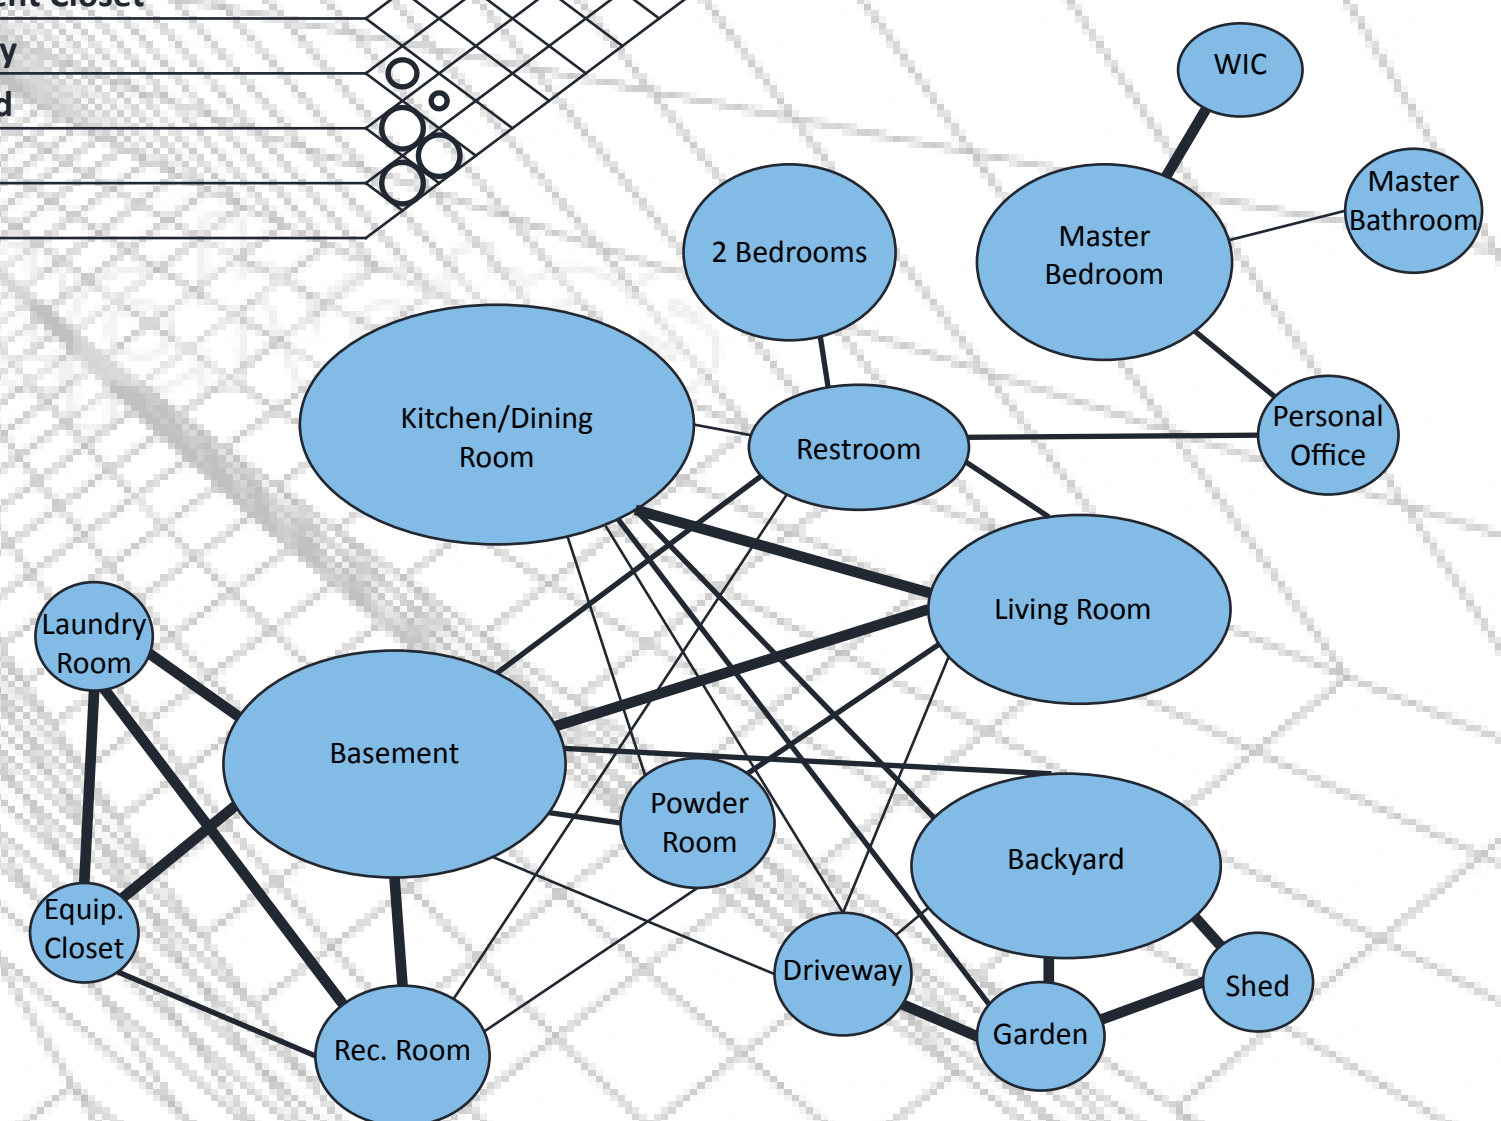 y
d
WIC
Master
Bathroom
2 Bedrooms
Master
Bedroom
Kitchen/Dining
Room
Restroom
Personal
Office
Laundry
Room
Living Room
Basement
Powder
Room
Backyard
Equip.
Closet
Driveway
Shed
Garden
Rec. Room